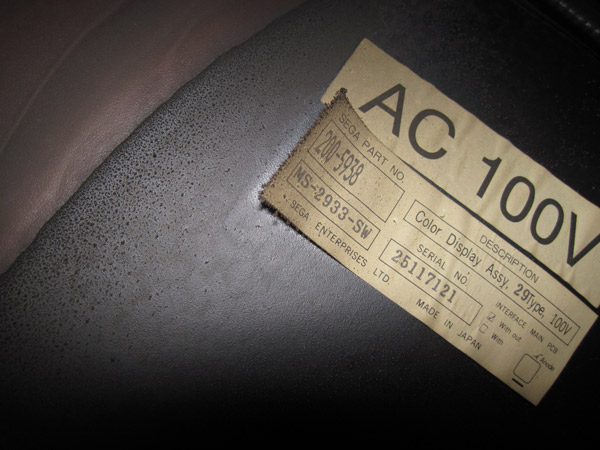 AC 100V
SEGA PART NO.
200-5938
MS-2933-SW
SEGA ENTERPRISES LTD.
DESCRIPTION
Color Display Assy, 29Type, 100V
SERIAL NO.
25117121
MADE IN JAPAN
INTERFACE MAIN PCB
With out
With
Anode